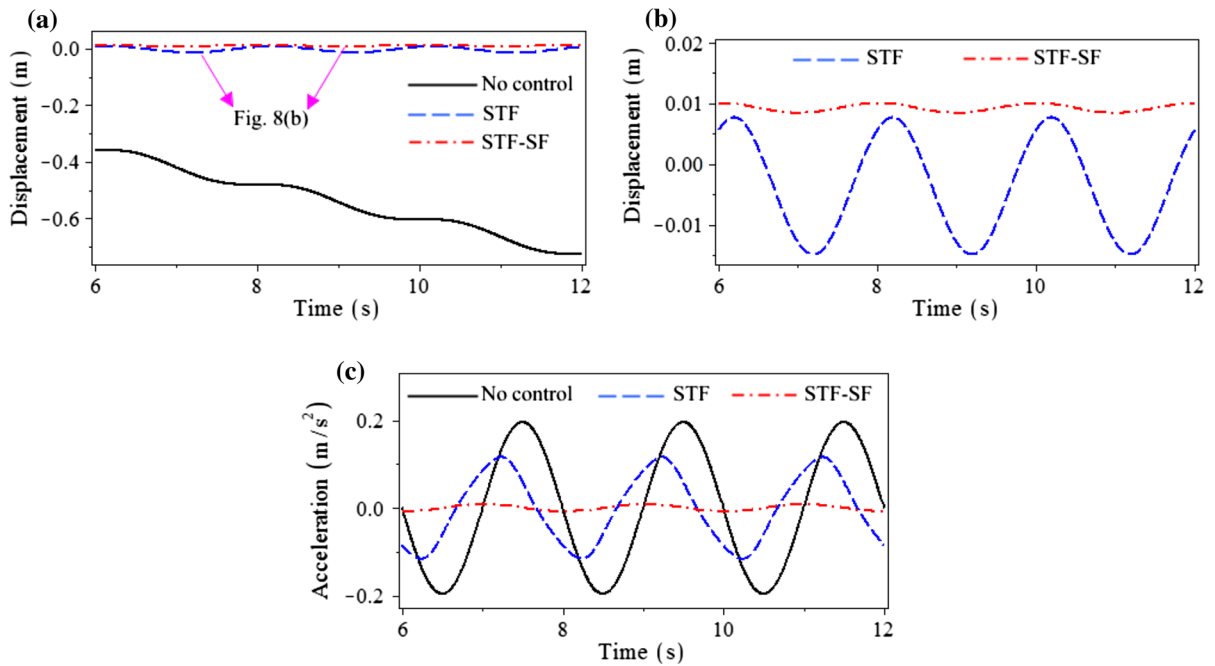 (a)
Displacement (m)
0.0
−0.2
−0.4
−0.6
Fig. 8(b)
No control
STF
STF-SF
6
8
10
12
Time (s)
(b)
Displacement (m)
0.02
0.01
0.00
−0.01
STF
STF-SF
6
8
10
12
Time (s)
(c)
Acceleration (m/s²)
0.2
0.0
−0.2
No control
STF
STF-SF
6
8
10
12
Time (s)